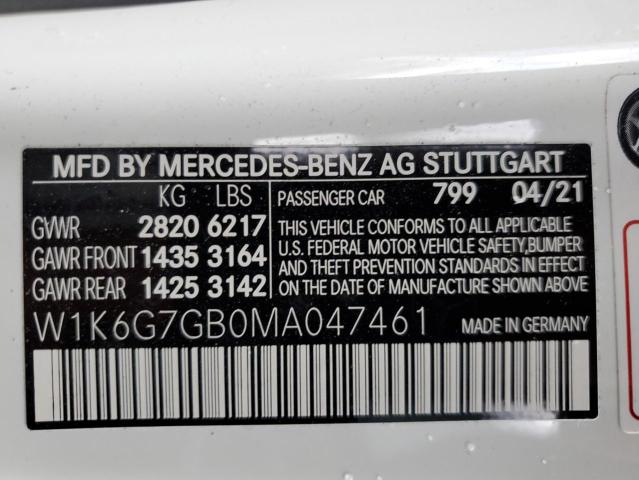 MFD BY MERCEDES-BENZ AG STUTTGART
KG LBS
GVWR 2820 6217
GAWR FRONT 1435 3164
GAWR REAR 1425 3142
PASSENGER CAR 799 04/21
THIS VEHICLE CONFORMS TO ALL APPLICABLE
U.S. FEDERAL MOTOR VEHICLE SAFETY,BUMPER
AND THEFT PREVENTION STANDARDS IN EFFECT
ON THE DATE OF MANUFACTURE SHOWN ABOVE.
W1K6G7GB0MA047461 MADE IN GERMANY